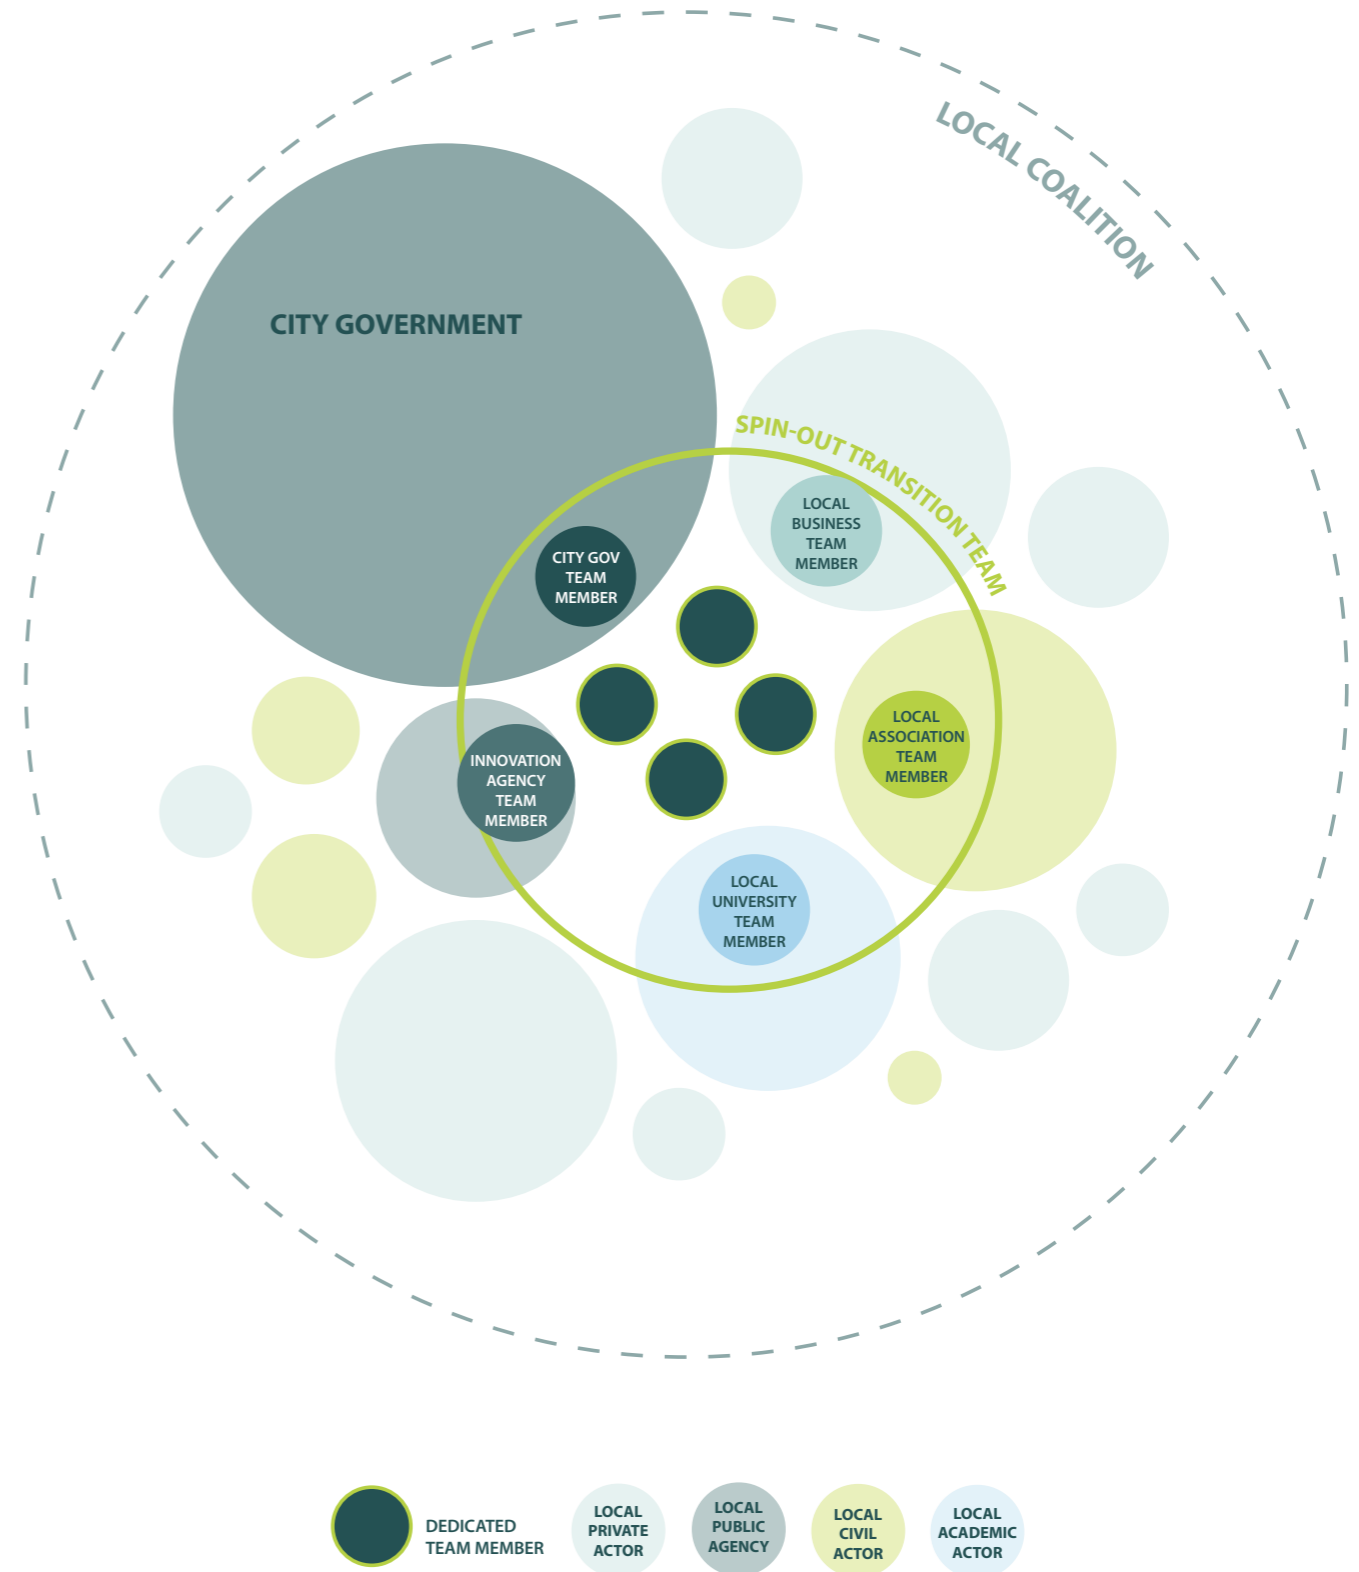 LOCAL COALITION
CITY GOVERNMENT
SPIN-OUT TRANSITION TEAM
LOCAL
BUSINESS
TEAM
MEMBER
CITY GOV
TEAM
MEMBER
LOCAL
ASSOCIATION
TEAM
MEMBER
INNOVATION
AGENCY
TEAM
MEMBER
LOCAL
UNIVERSITY
TEAM
MEMBER
DEDICATED
TEAM MEMBER
LOCAL
PRIVATE
ACTOR
LOCAL
PUBLIC
AGENCY
LOCAL
CIVIL
ACTOR
LOCAL
ACADEMIC
ACTOR